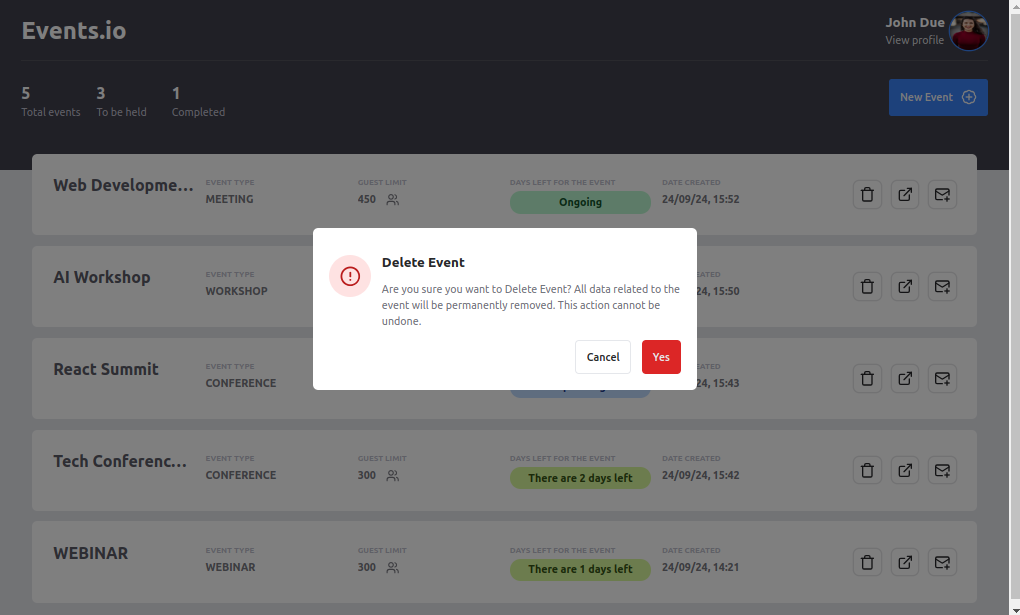 Events.io
John Due
View profile
5
Total events
3
To be held
1
Completed
New Event
Web Developme...
EVENT TYPE
MEETING
GUEST LIMIT
450
DAYS LEFT FOR THE EVENT
Ongoing
DATE CREATED
24/09/24, 15:52
AI Workshop
EVENT TYPE
WORKSHOP
24, 15:50
Delete Event
Are you sure you want to Delete Event? All data related to the
event will be permanently removed. This action cannot be
undone.
Cancel
Yes
React Summit
EVENT TYPE
CONFERENCE
24, 15:43
Tech Conferenc...
EVENT TYPE
CONFERENCE
GUEST LIMIT
300
DAYS LEFT FOR THE EVENT
There are 2 days left
DATE CREATED
24/09/24, 15:42
WEBINAR
EVENT TYPE
WEBINAR
GUEST LIMIT
300
DAYS LEFT FOR THE EVENT
There are 1 days left
DATE CREATED
24/09/24, 14:21